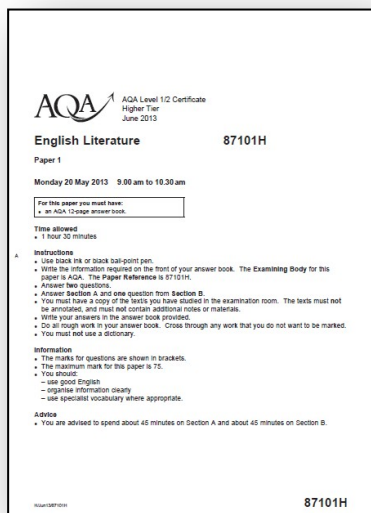 AQA
AQA Level 1/2 Certificate
Higher Tier
June 2013
English Literature 87101H
Paper 1
Monday 20 May 2013 9.00 am to 10.30 am
For this paper you must have:
• an AQA 12-page answer book.
Time allowed
• 1 hour 30 minutes
A
Instructions
• Use black ink or black ball-point pen.
• Write the information required on the front of your answer book. The Examining Body for this
paper is AQA. The Paper Reference is 87101H.
• Answer two questions.
• Answer Section A and one question from Section B.
• You must have a copy of the text/s you have studied in the examination room. The texts must not
be annotated, and must not contain additional notes or materials.
• Write your answers in the answer book provided.
• Do all rough work in your answer book. Cross through any work that you do not want to be marked.
• You must not use a dictionary.
Information
• The marks for questions are shown in brackets.
• The maximum mark for this paper is 75.
• You should:
– use good English
– organise information clearly
– use specialist vocabulary where appropriate.
Advice
• You are advised to spend about 45 minutes on Section A and about 45 minutes on Section B.
87101H